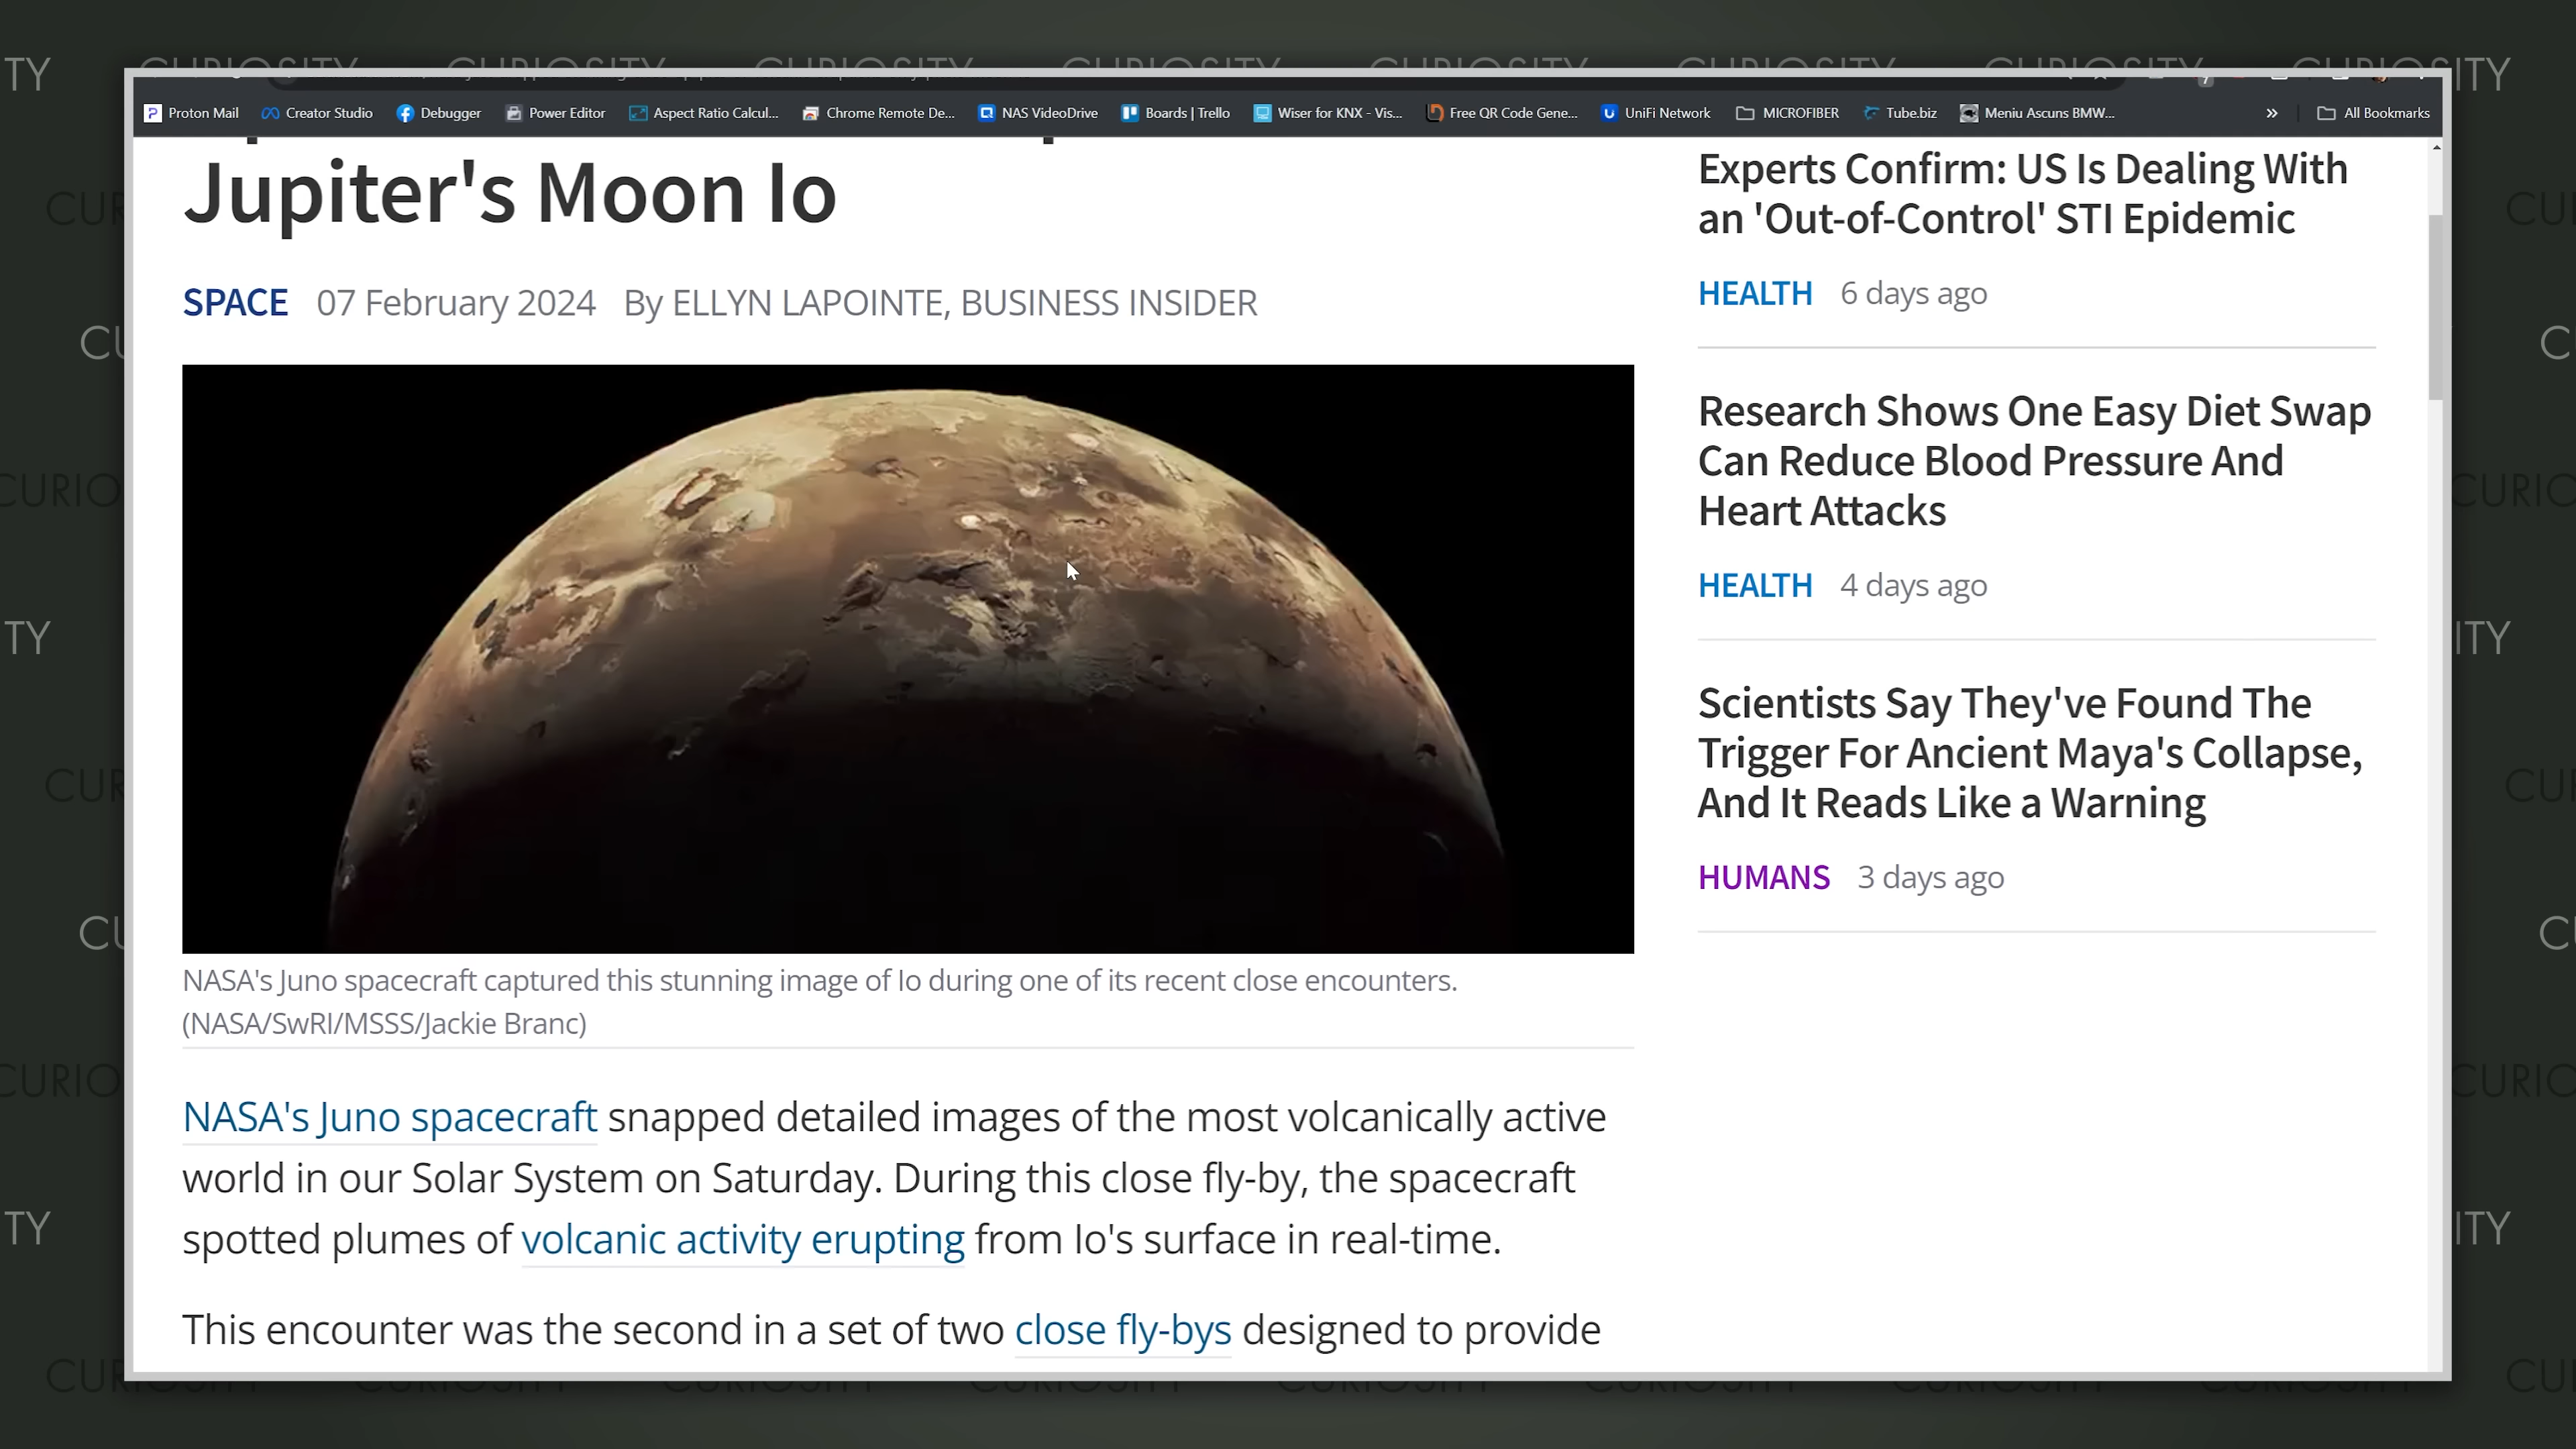 CURIOSITY CURIOSITY CURIOSITY CURIOSITY CURIOSITY CURIOSITY CURIOSITY
Proton Mail Creator Studio Debugger Power Editor Aspect Ratio Calcul... Chrome Remote De... NAS VideoDrive Boards | Trello Wiser for KNX - Vis... Free QR Code Gene... UniFi Network MICROFIBER Tube.biz Meniu Ascuns BMW... » All Bookmarks
Jupiter's Moon Io
SPACE 07 February 2024 By ELLYN LAPOINTE, BUSINESS INSIDER
NASA's Juno spacecraft captured this stunning image of Io during one of its recent close encounters.
(NASA/SwRI/MSSS/Jackie Branc)
NASA's Juno spacecraft snapped detailed images of the most volcanically active
world in our Solar System on Saturday. During this close fly-by, the spacecraft
spotted plumes of volcanic activity erupting from Io's surface in real-time.
This encounter was the second in a set of two close fly-bys designed to provide
Experts Confirm: US Is Dealing With
an 'Out-of-Control' STI Epidemic
HEALTH 6 days ago
Research Shows One Easy Diet Swap
Can Reduce Blood Pressure And
Heart Attacks
HEALTH 4 days ago
Scientists Say They've Found The
Trigger For Ancient Maya's Collapse,
And It Reads Like a Warning
HUMANS 3 days ago